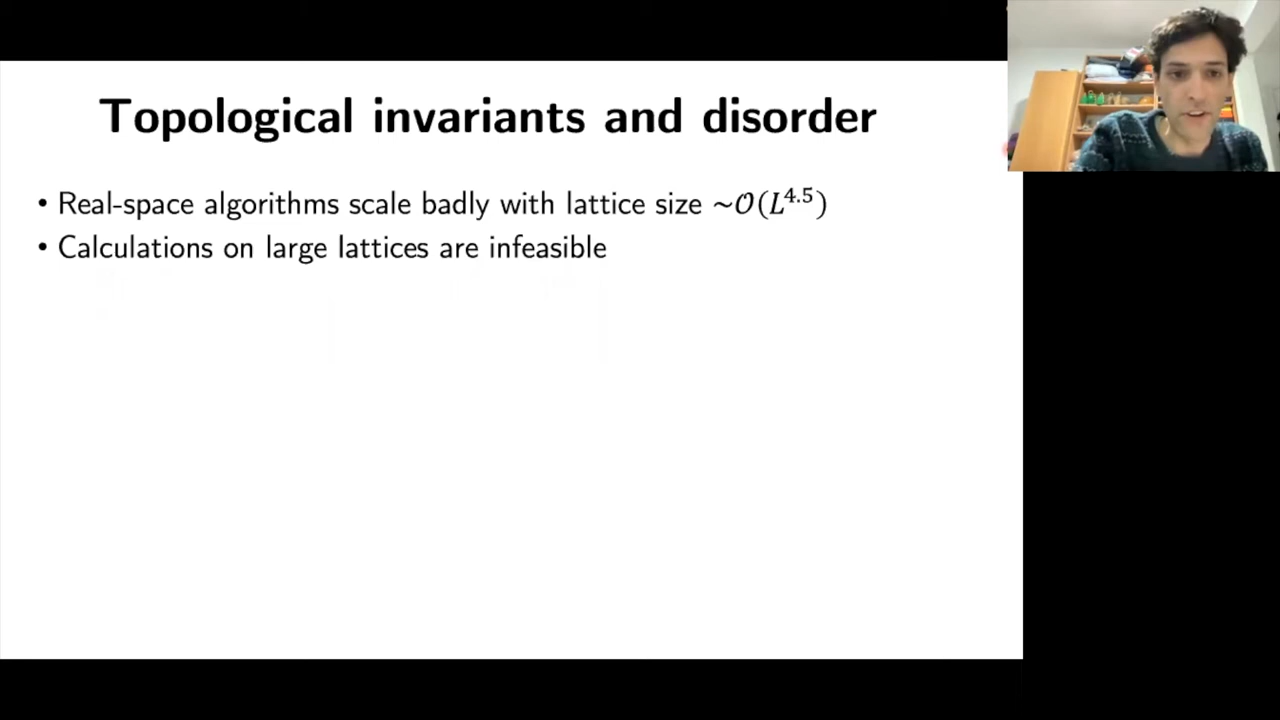 Topological invariants and disorder
• Real-space algorithms scale badly with lattice size ~𝒪(𝐿^4.5)
• Calculations on large lattices are infeasible